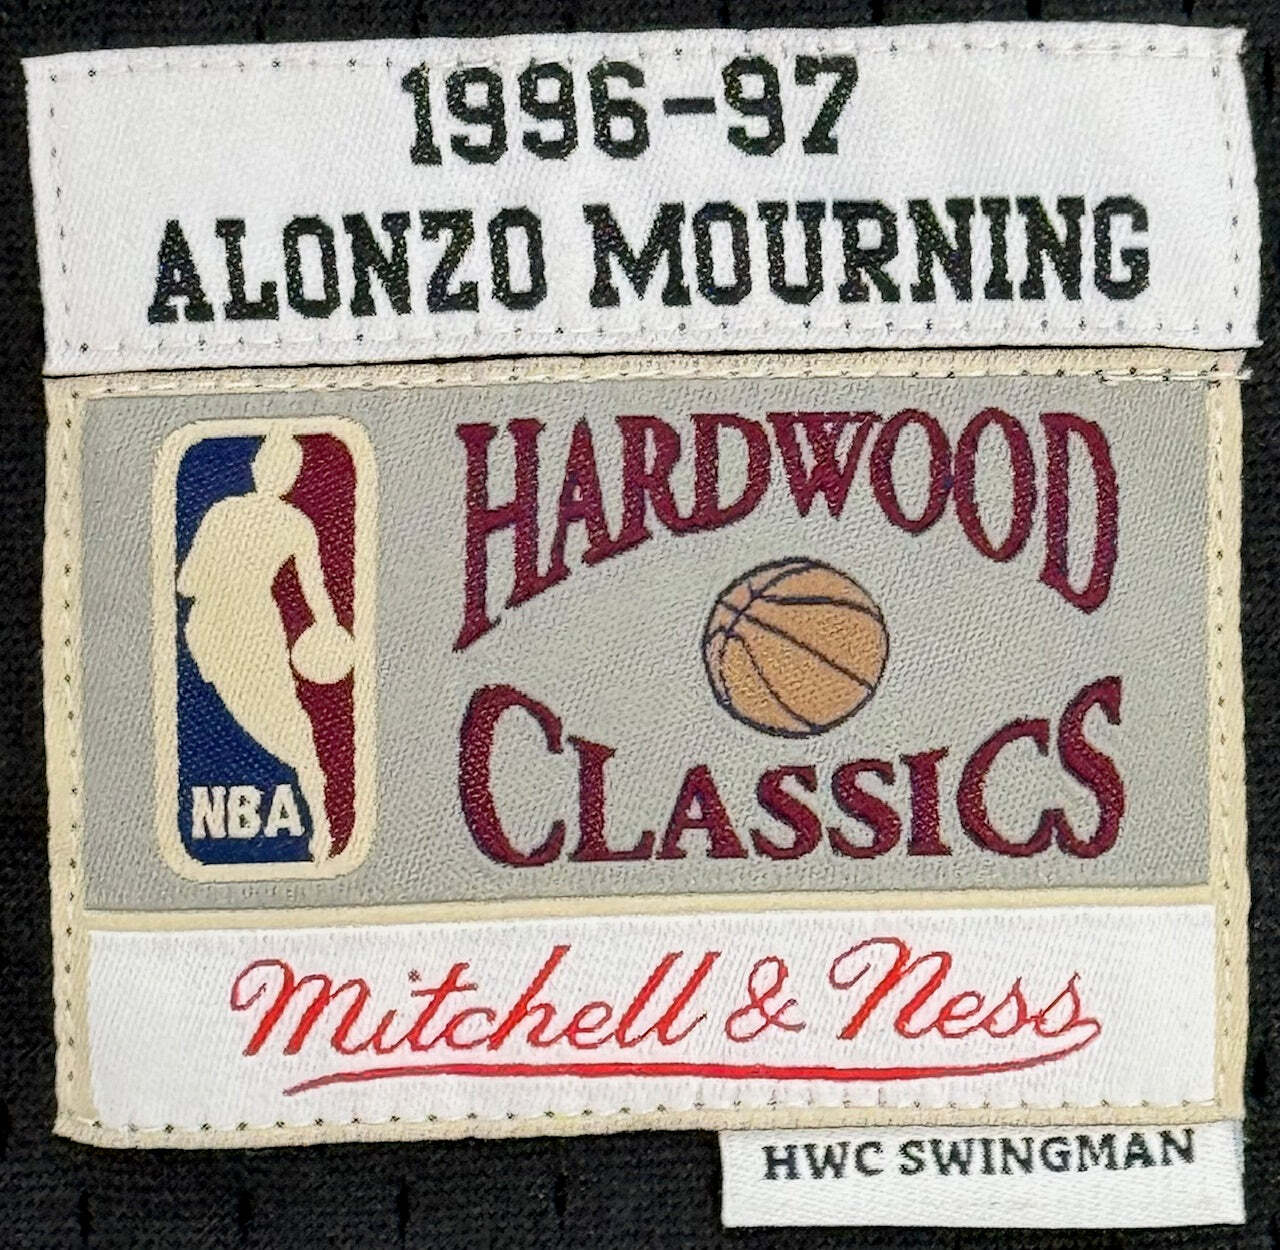 1996-97
ALONZO MOURNING
HARDWOOD
CLASSICS
NBA
Mitchell & Ness
HWC SWINGMAN